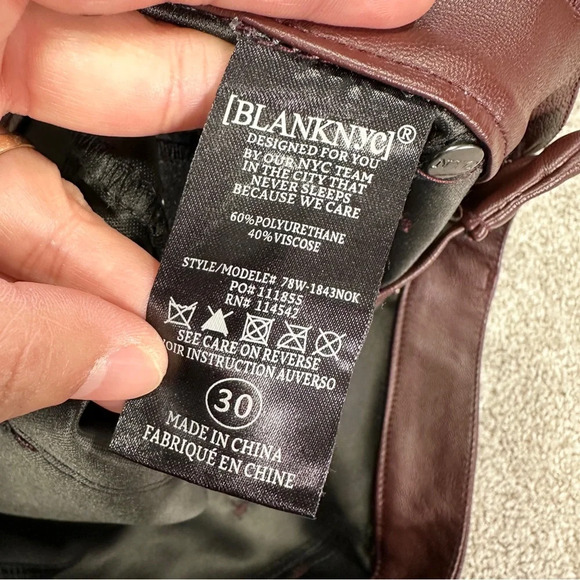 [BLANKNYC]®
DESIGNED FOR YOU
BY OUR NYC TEAM
IN THE CITY THAT
NEVER SLEEPS
BECAUSE WE CARE
60%POLYURETHANE
40%VISCOSE
STYLE/MODELE# 78W-1843NOK
PO# 111855
RN# 114547
SEE CARE ON REVERSE
VOIR INSTRUCTION AUVERSO
30
MADE IN CHINA
FABRIQUÉ EN CHINE